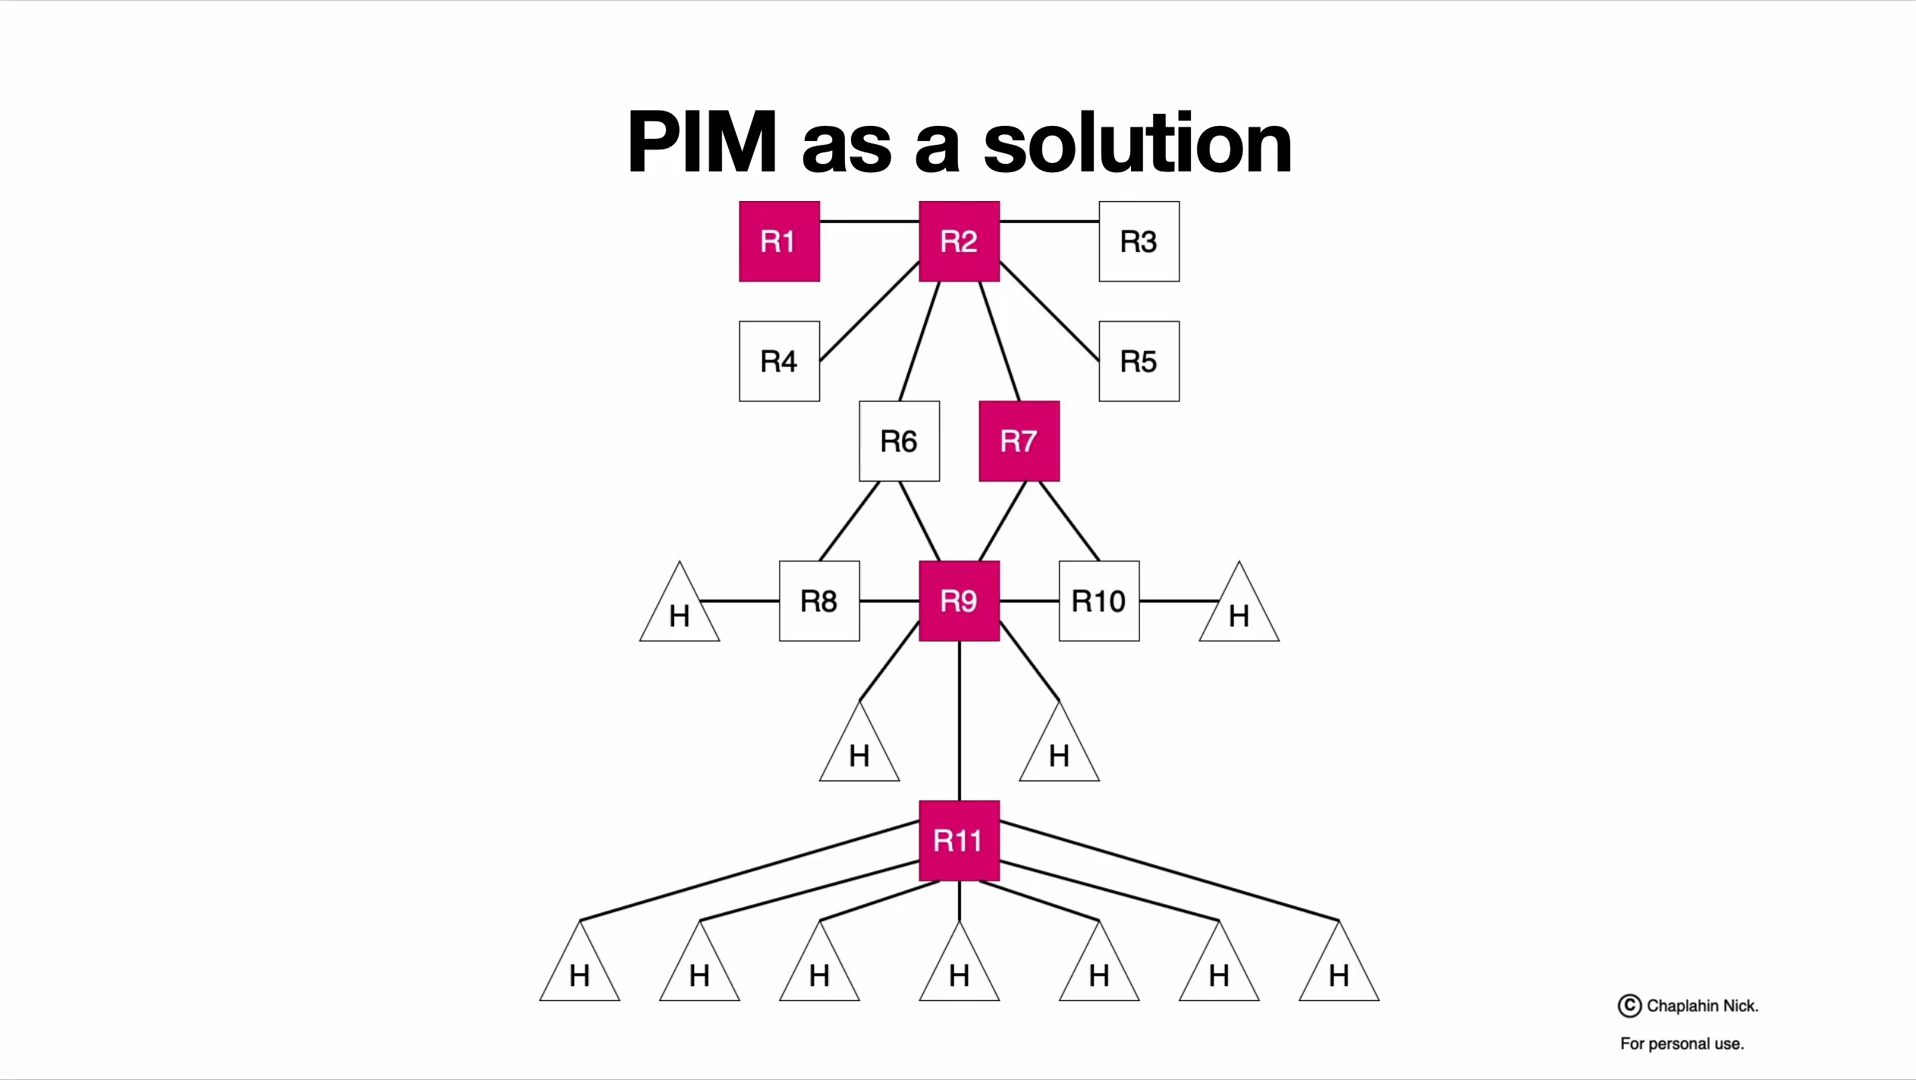 PIM as a solution
R1
R2
R3
R4
R5
R6
R7
H
R8
R9
R10
H
H
H
R11
H
H
H
H
H
H
H
© Chaplahin Nick.
For personal use.